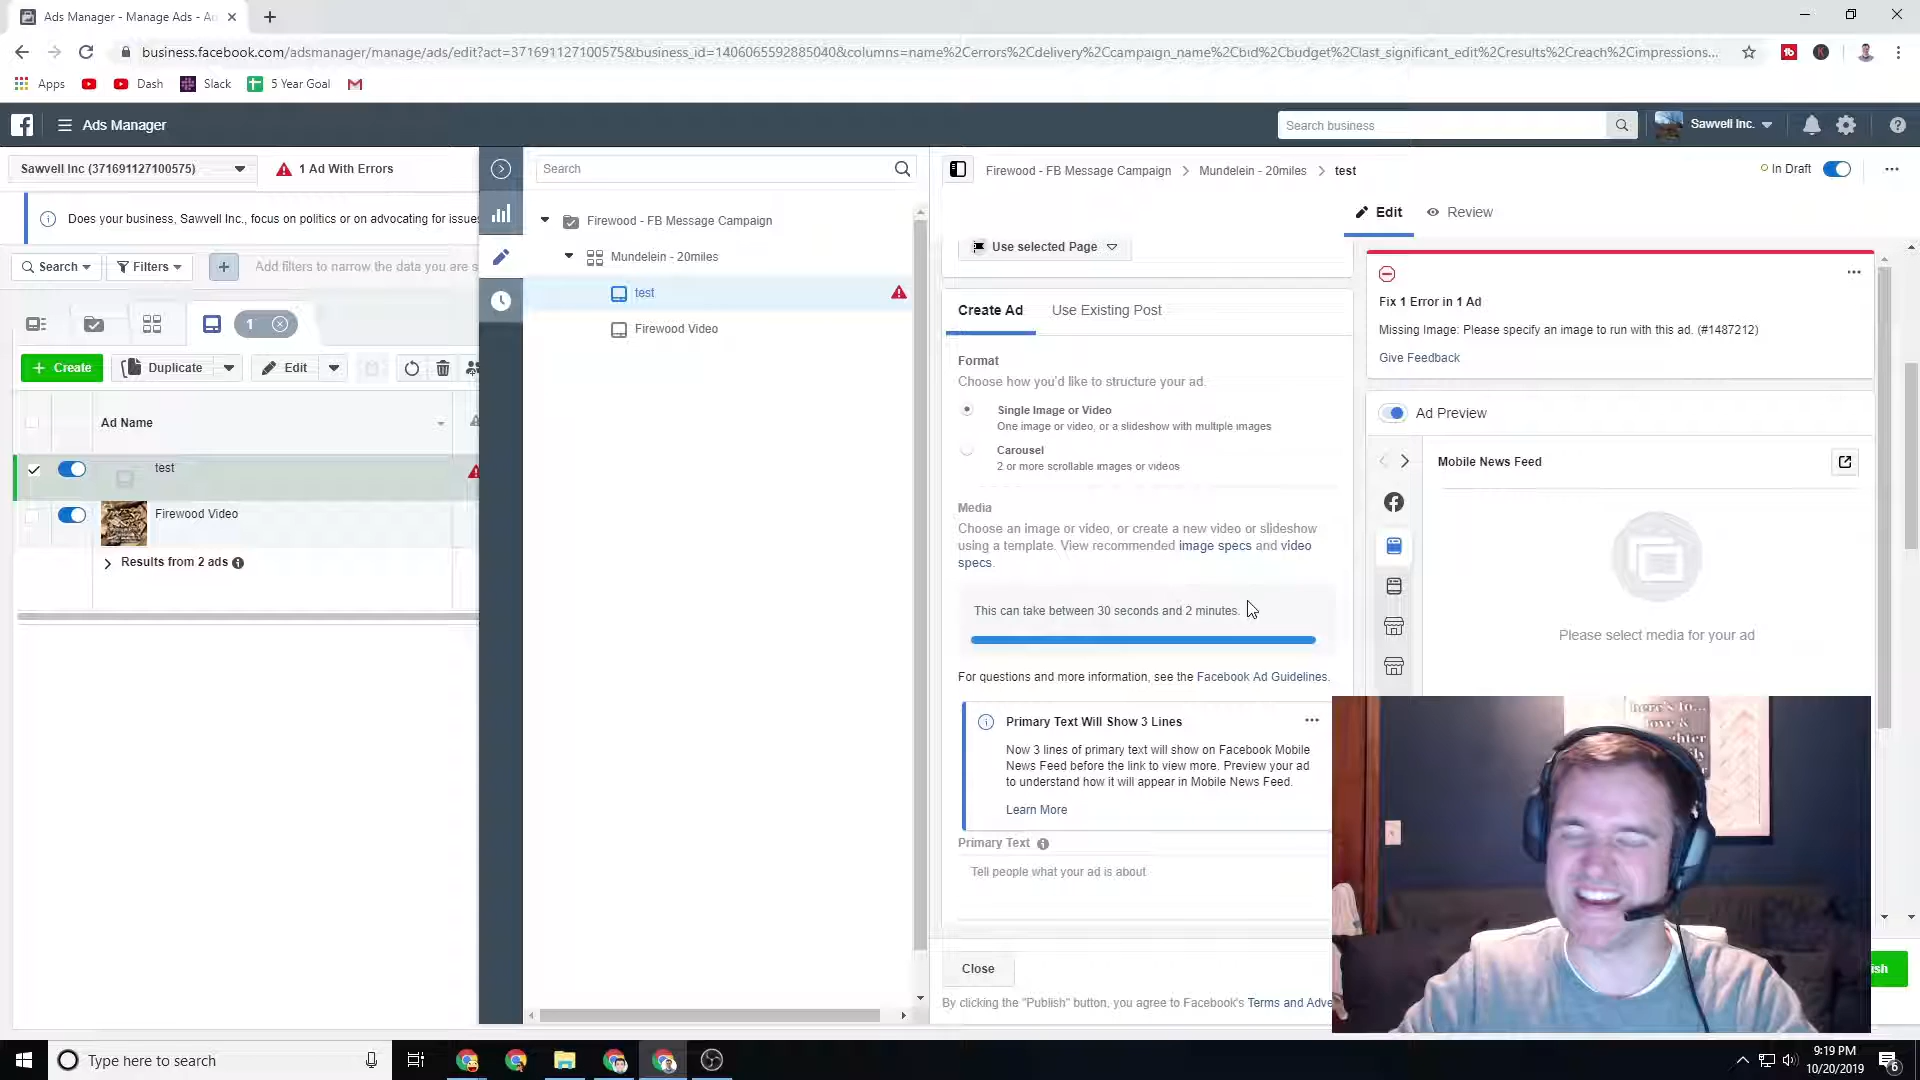 Ads Manager - Manage Ads - An
business.facebook.com/adsmanager/manage/ads/edit?act=371691127100575&business_id=1406065592885040&columns=name%2Cerrors%2Cdelivery%2Ccampaign_name%2Cbid%2Cbudget%2Clast_significant_edit%2Cresults%2Creach%2Cimpressions...
Apps
Dash
Slack
5 Year Goal
Ads Manager
Search business
Sawvell Inc.
Sawvell Inc (371691127100575)
1 Ad With Errors
Does your business, Sawvell Inc., focus on politics or on advocating for issues
Search
Filters
Add filters to narrow the data you are s
1
Create
Duplicate
Edit
Ad Name
test
Firewood Video
Results from 2 ads
Search
Firewood - FB Message Campaign
Mundelein - 20miles
test
Firewood Video
Firewood - FB Message Campaign
Mundelein - 20miles
test
In Draft
Edit
Review
Use selected Page
Create Ad
Use Existing Post
Format
Choose how you'd like to structure your ad.
Single Image or Video
One image or video, or a slideshow with multiple images
Carousel
2 or more scrollable images or videos
Media
Choose an image or video, or create a new video or slideshow
using a template. View recommended image specs and video
specs.
This can take between 30 seconds and 2 minutes.
For questions and more information, see the Facebook Ad Guidelines.
Primary Text Will Show 3 Lines
Now 3 lines of primary text will show on Facebook Mobile
News Feed before the link to view more. Preview your ad
to understand how it will appear in Mobile News Feed.
Learn More
Primary Text
Tell people what your ad is about
Close
By clicking the "Publish" button, you agree to Facebook's Terms and Adve
Fix 1 Error in 1 Ad
Missing Image: Please specify an image to run with this ad. (#1487212)
Give Feedback
Ad Preview
Mobile News Feed
Please select media for your ad
here's to...
love &
ghter
ish
Type here to search
9:19 PM
10/20/2019
6